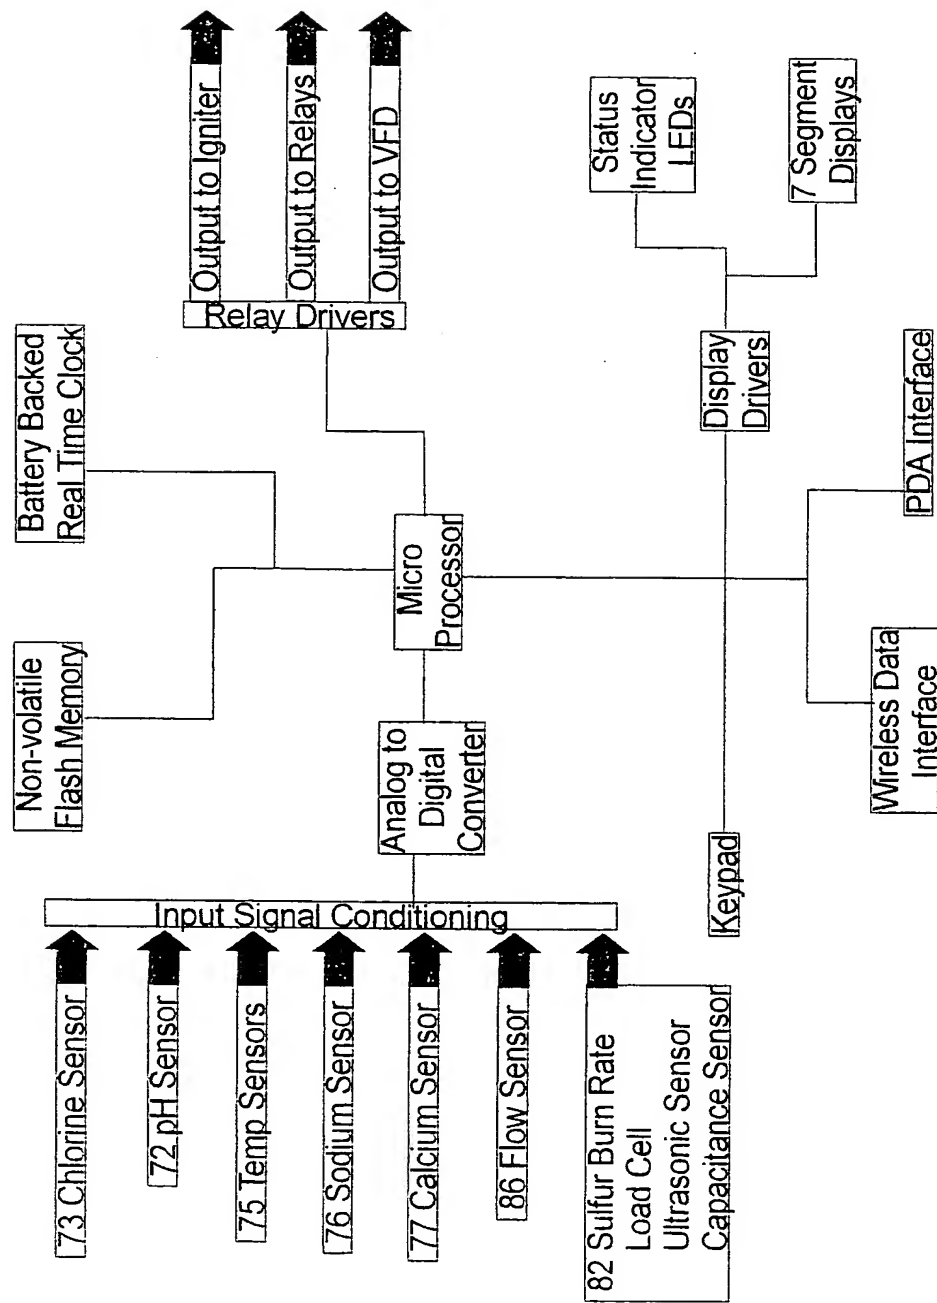 73 Chlorine Sensor
72 pH Sensor
75 Temp Sensors
76 Sodium Sensor
77 Calcium Sensor
86 Flow Sensor
82 Sulfur Burn Rate
Load Cell
Ultrasonic Sensor
Capacitance Sensor
Input Signal Conditioning
Non-volatile
Flash Memory
Battery Backed
Real Time Clock
Analog to
Digital
Converter
Micro
Processor
Relay Drivers
Output to Igniter
Output to Relays
Output to VFD
Keypad
Display
Drivers
Status
Indicator
LEDs
7 Segment
Displays
Wireless Data
Interface
PDA Interface